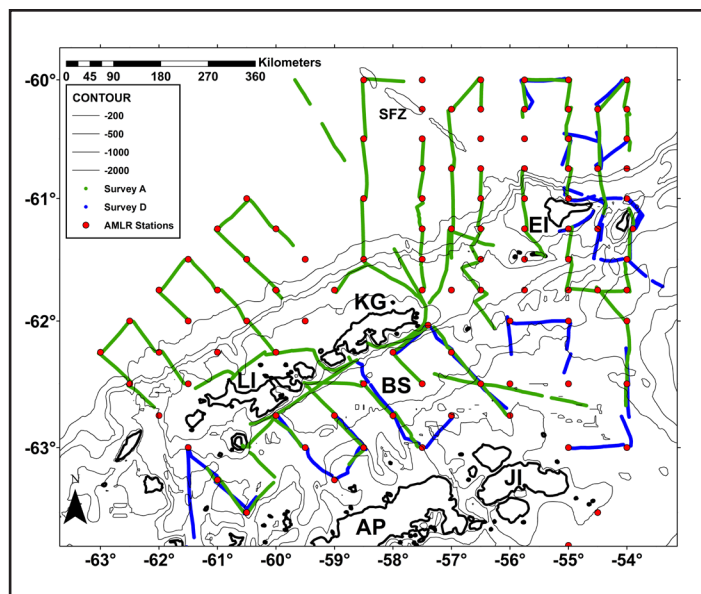 Kilometers
0 45 90 180 270 360
CONTOUR
-200
-500
-1000
-2000
Survey A
Survey D
AMLR Stations
-60°
-61°
-62°
-63°
SFZ
EI
KG
LI
BS
JI
AP
N
-63° -62° -61° -60° -59° -58° -57° -56° -55° -54°